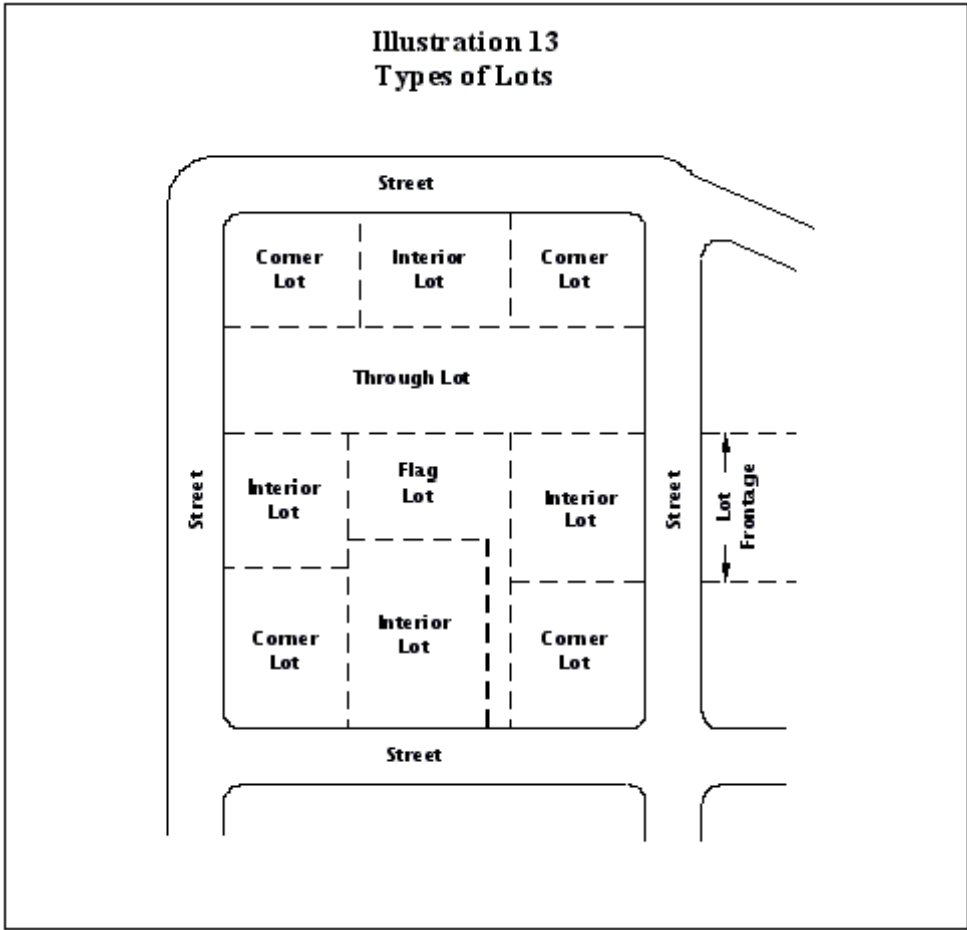 Illustration 13
Types of Lots
Street
Corner
Lot
Interior
Lot
Corner
Lot
Through Lot
Street
Interior
Lot
Flag
Lot
Interior
Lot
Street
Lot
Frontage
Corner
Lot
Interior
Lot
Corner
Lot
Street